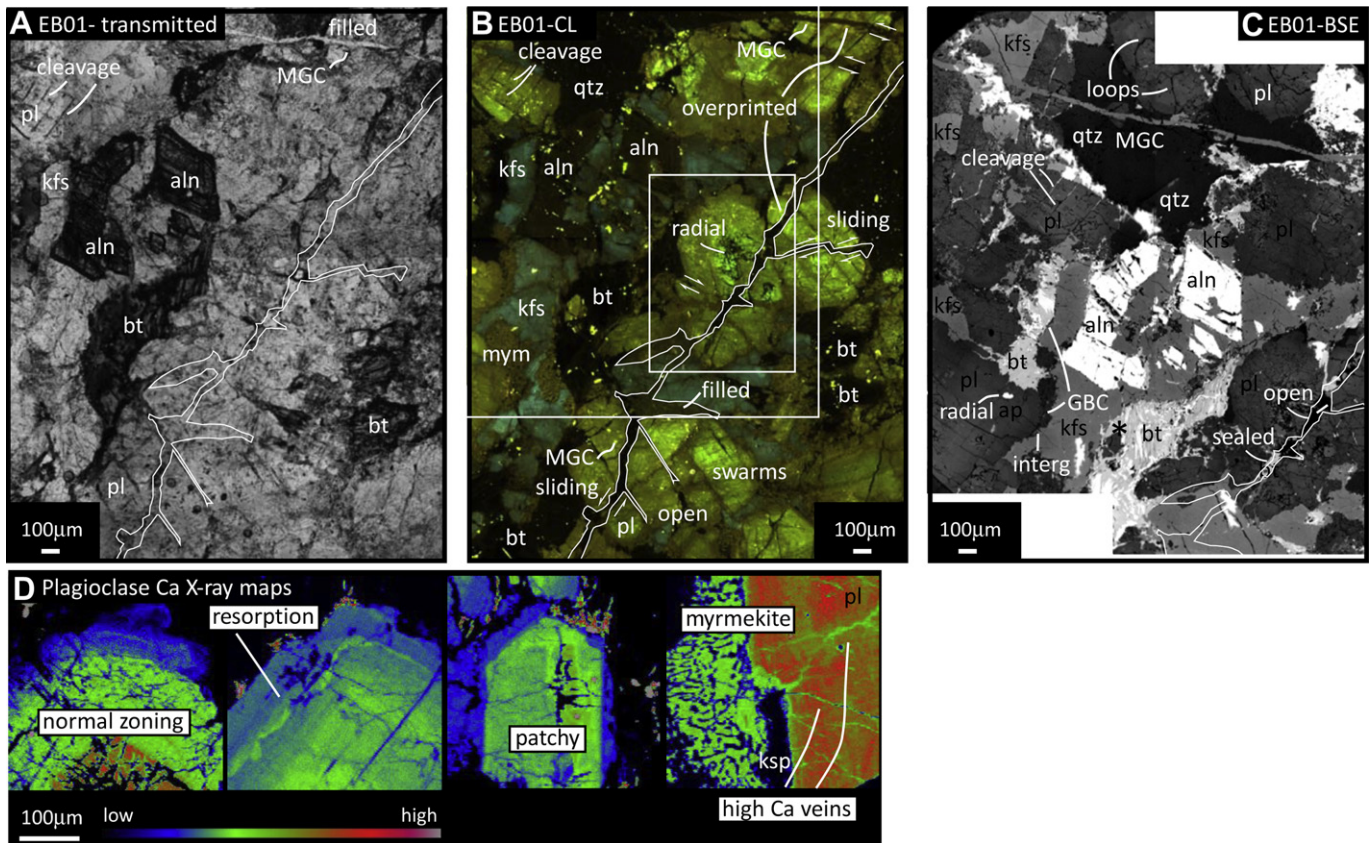 A EB01- transmitted
filled
MGC
cleavage
pl
kfs
aln
aln
bt
bt
pl
100μm
B EB01-CL
MGC
cleavage
qtz
overprinted
aln
aln
radial
sliding
kfs
bt
mym
bt
filled
bt
MGC
sliding
swarms
open
pl
bt
100μm
100μm
C EB01-BSE
kfs
loops
pl
kfs
qtz
MGC
cleavage
qtz
pl
kfs
pl
aln
kfs
aln
bt
pl
pl
open
radial
ap
GBC
kfs
*
bt
sealed
interg
100μm
D Plagioclase Ca X-ray maps
resorption
normal zoning
patchy
myrmekite
pl
ksp
high Ca veins
low
high
100μm